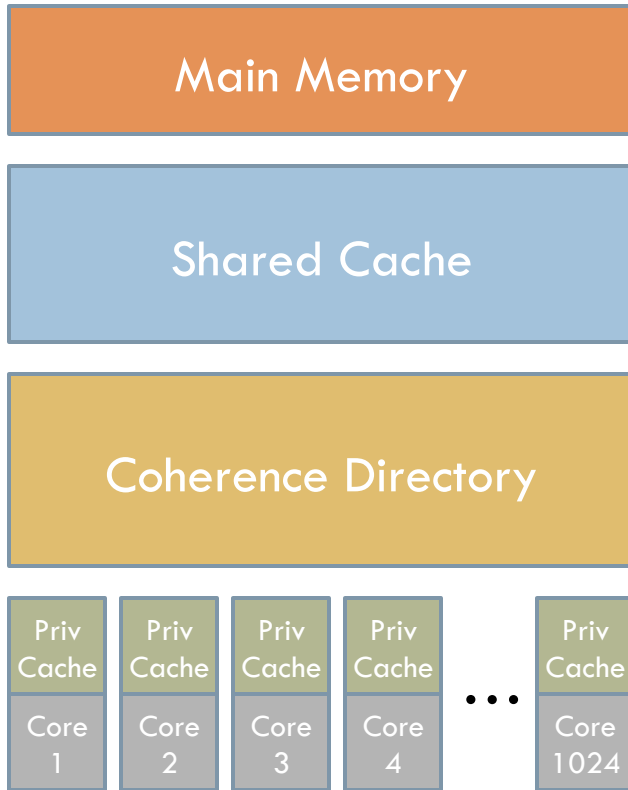 Main Memory
Shared Cache
Coherence Directory
Priv
Cache
Priv
Cache
Priv
Cache
Priv
Cache
Priv
Cache
Core
1
Core
2
Core
3
Core
4
...
Core
1024